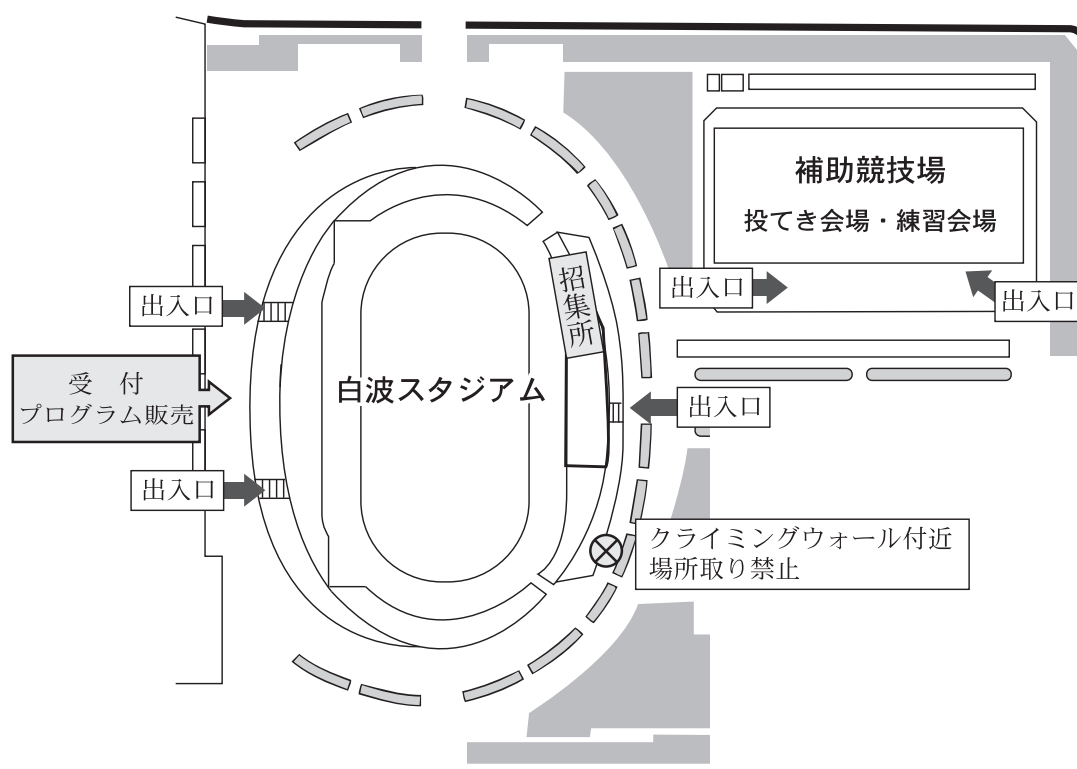 補助競技場
投てき会場・練習会場
招集所
出入口
出入口
出入口
受 付
プログラム販売
白波スタジアム
出入口
出入口
クライミングウォール付近
場所取り禁止